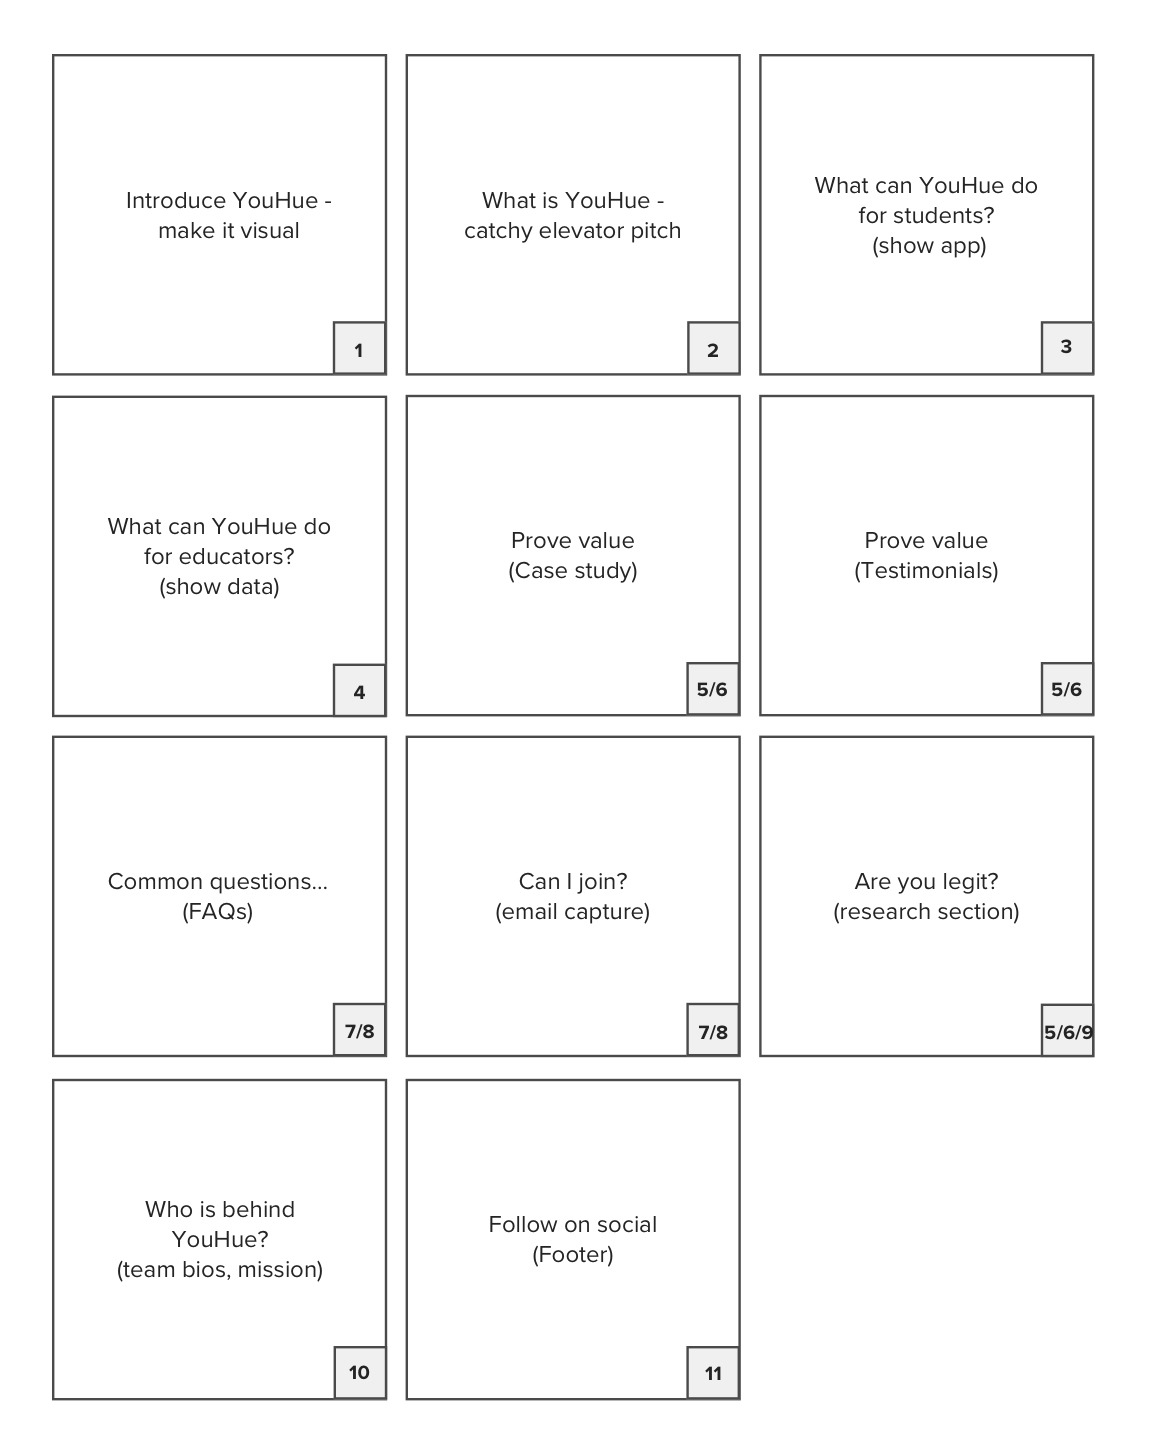 Introduce YouHue -
make it visual
1
What is YouHue -
catchy elevator pitch
2
What can YouHue do
for students?
(show app)
3
What can YouHue do
for educators?
(show data)
4
Prove value
(Case study)
5/6
Prove value
(Testimonials)
5/6
Common questions...
(FAQs)
7/8
Can I join?
(email capture)
7/8
Are you legit?
(research section)
5/6/9
Who is behind
YouHue?
(team bios, mission)
10
Follow on social
(Footer)
11